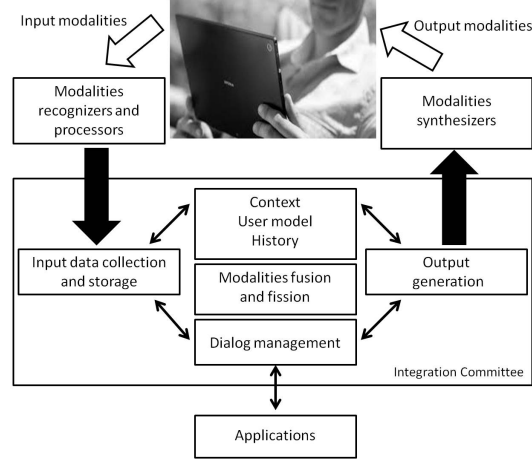 Input modalities
Output modalities
Modalities
recognizers and
processors
Modalities
synthesizers
Context
User model
History
Input data collection
and storage
Modalities fusion
and fission
Output
generation
Dialog management
Integration Committee
Applications